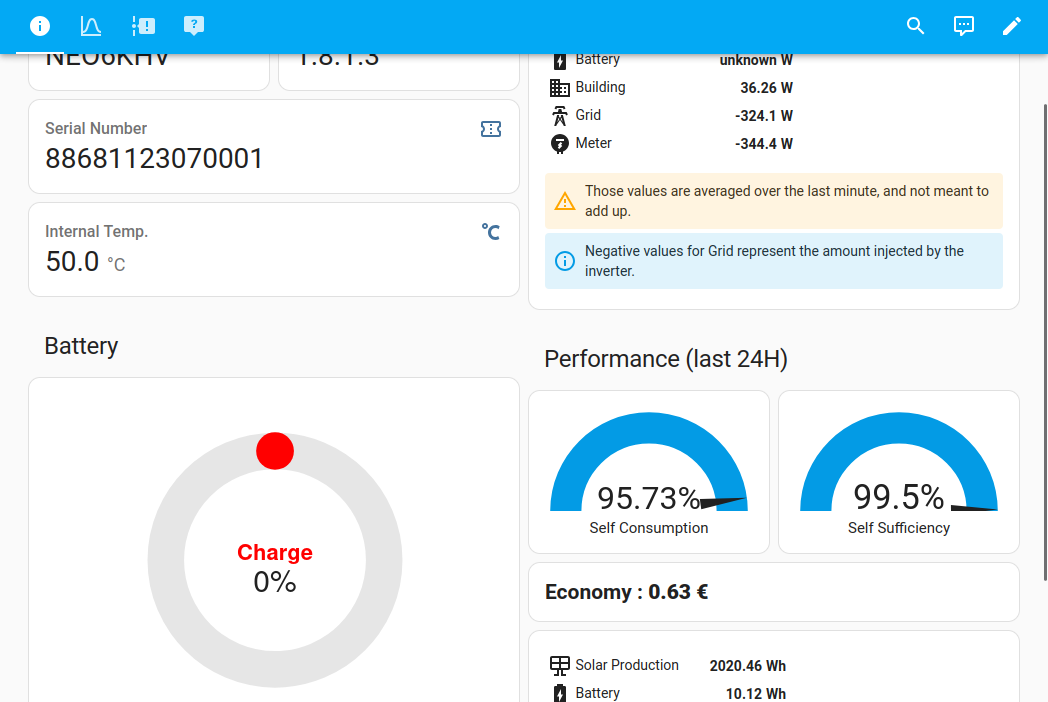 NEO6KHV
1.8.1.3
Serial Number
88681123070001
Internal Temp.
50.0 °C
Battery
Charge
0%
Battery unknown W
Building 36.26 W
Grid -324.1 W
Meter -344.4 W
Those values are averaged over the last minute, and not meant to
add up.
Negative values for Grid represent the amount injected by the
inverter.
Performance (last 24H)
95.73%
Self Consumption
99.5%
Self Sufficiency
Economy : 0.63 €
Solar Production 2020.46 Wh
Battery 10.12 Wh